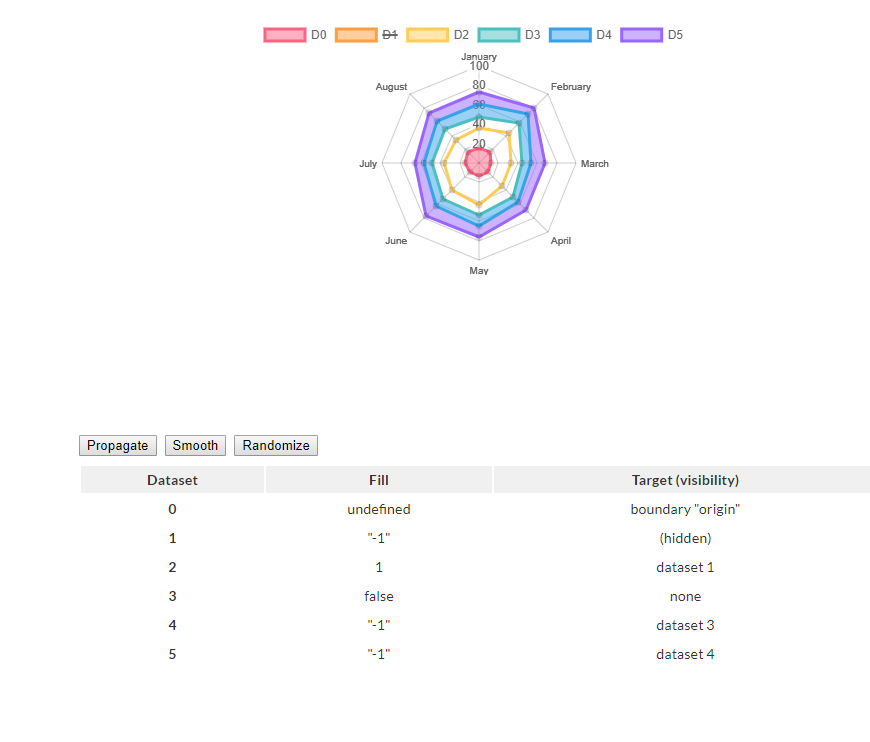 D0 D1 D2 D3 D4 D5
January
100
August February
80
60
40
20
July March
June April
May
Propagate Smooth Randomize
Dataset Fill Target (visibility)
0 undefined boundary "origin"
1 "-1" (hidden)
2 1 dataset 1
3 false none
4 "-1" dataset 3
5 "-1" dataset 4